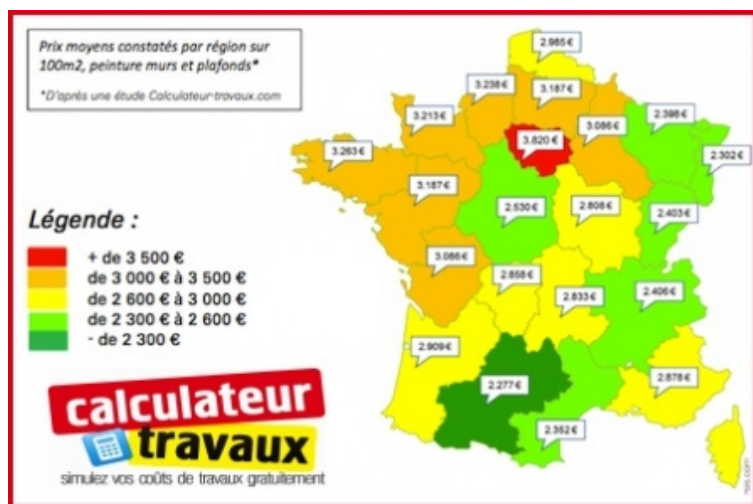 Prix moyens constatés par région sur
100m2, peinture murs et plafonds*
*D'après une étude Calculateur-travaux.com
2.985€
3.238€
3.187€
3.213€
3.086€
2.398€
3.820€
3.263€
2.302€
3.187€
2.530€
2.808€
2.403€
Légende :
+ de 3 500 €
de 3 000 € à 3 500 €
de 2 600 € à 3 000 €
de 2 300 € à 2 600 €
- de 2 300 €
3.086€
2.858€
2.833€
2.406€
2.909€
2.277€
2.878€
2.352€
calculateur
travaux
simulez vos coûts de travaux gratuitement